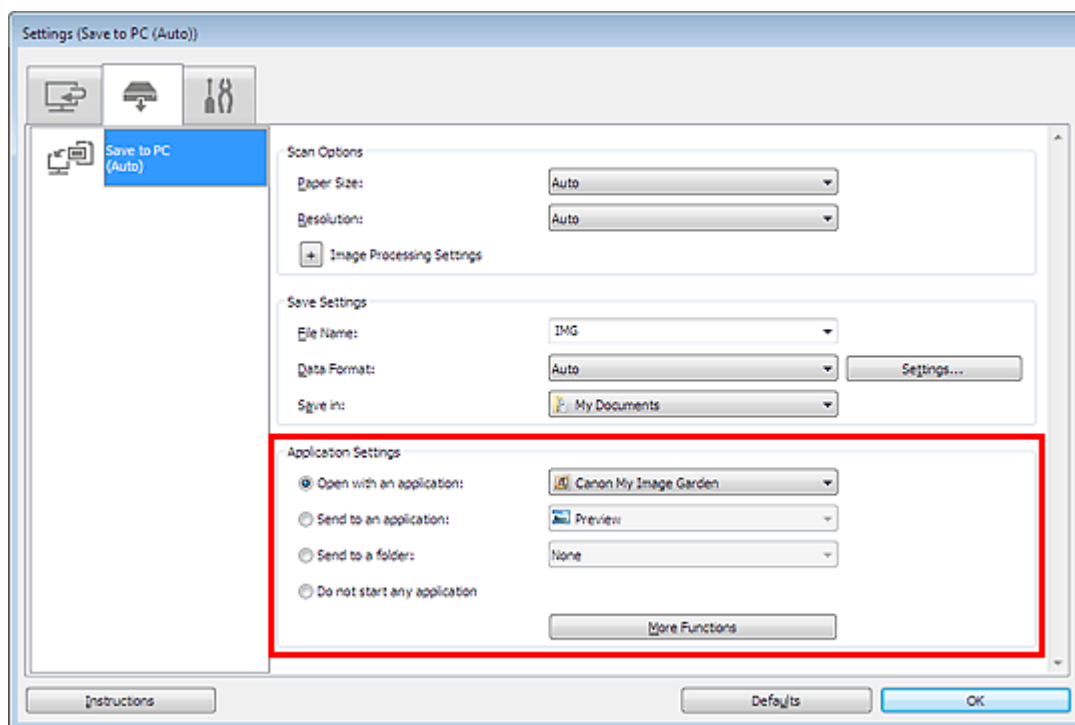 Settings (Save to PC (Auto))
Save to PC
(Auto)
Scan Options
Paper Size: Auto
Resolution: Auto
+ Image Processing Settings
Save Settings
File Name: IMG
Data Format: Auto Settings...
Save in: My Documents
Application Settings
Open with an application: Canon My Image Garden
Send to an application: Preview
Send to a folder: None
Do not start any application
More Functions
Instructions Defaults OK